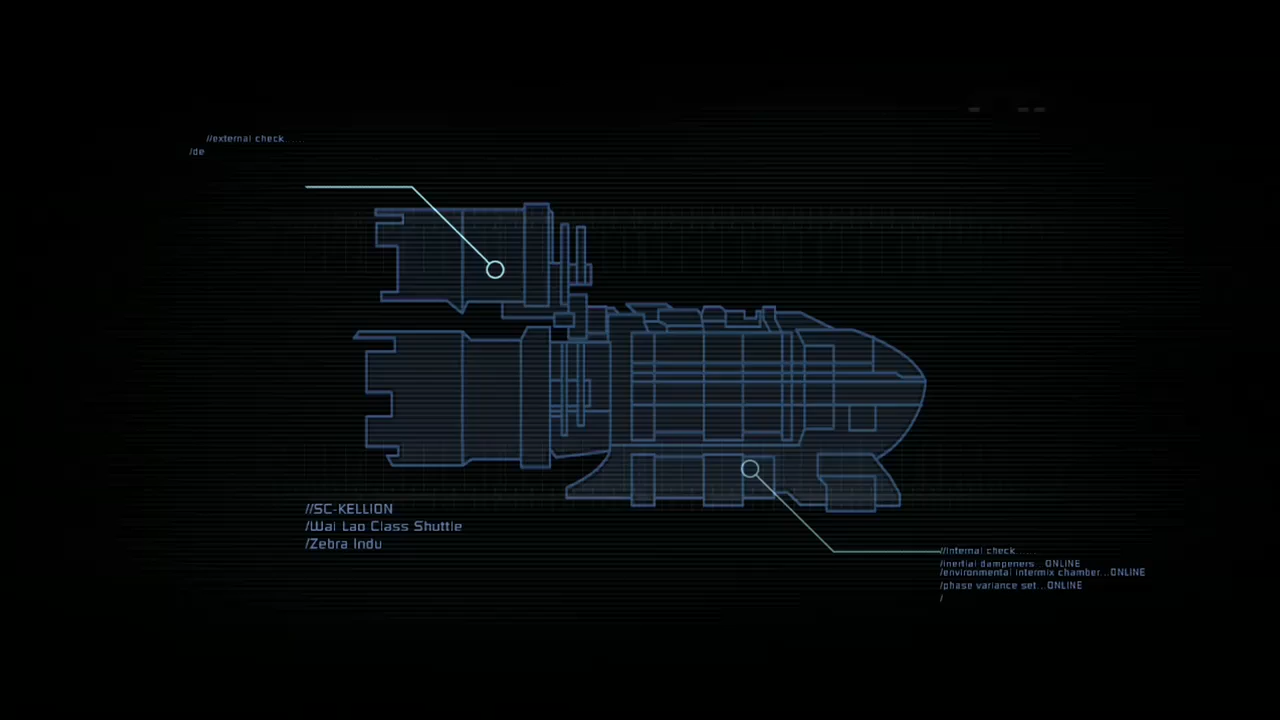 //external check......
/de
//SC-KELLION
/Wai Lao Class Shuttle
/Zebra Indu
//internal check......
/inertial dampeners...ONLINE
/environmental intermix chamber...ONLINE
/phase variance set...ONLINE
/